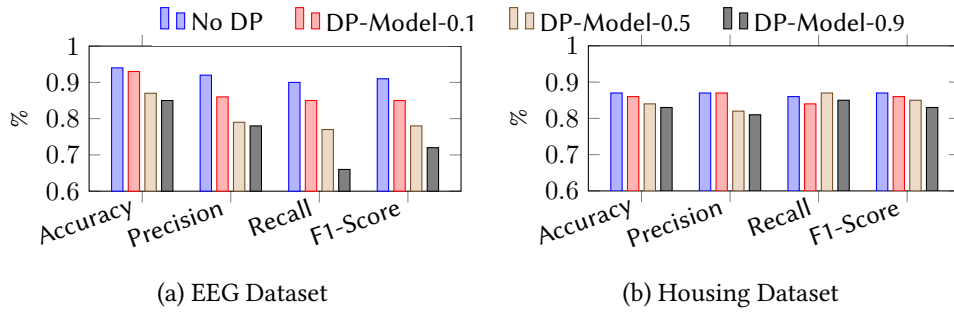 No DP DP-Model-0.1 DP-Model-0.5 DP-Model-0.9
%
1
0.9
0.8
0.7
0.6
Accuracy Precision Recall F1-Score
(a) EEG Dataset
%
1
0.9
0.8
0.7
0.6
Accuracy Precision Recall F1-Score
(b) Housing Dataset